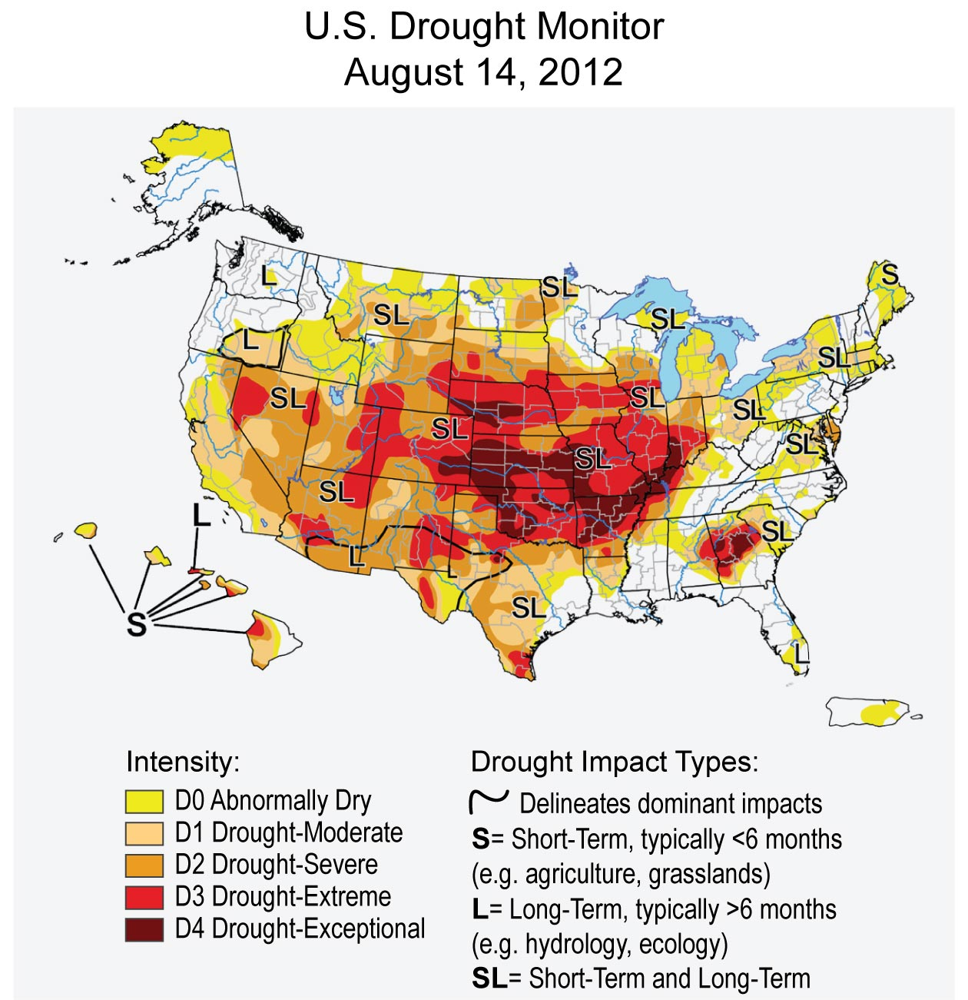 U.S. Drought Monitor
August 14, 2012
L
SL
S
SL
SL
L
SL
SL
SL
SL
SL
SL
SL
SL
L
SL
L
L
SL
S
L
Intensity:
D0 Abnormally Dry
D1 Drought-Moderate
D2 Drought-Severe
D3 Drought-Extreme
D4 Drought-Exceptional
Drought Impact Types:
Delineates dominant impacts
S= Short-Term, typically <6 months
(e.g. agriculture, grasslands)
L= Long-Term, typically >6 months
(e.g. hydrology, ecology)
SL= Short-Term and Long-Term